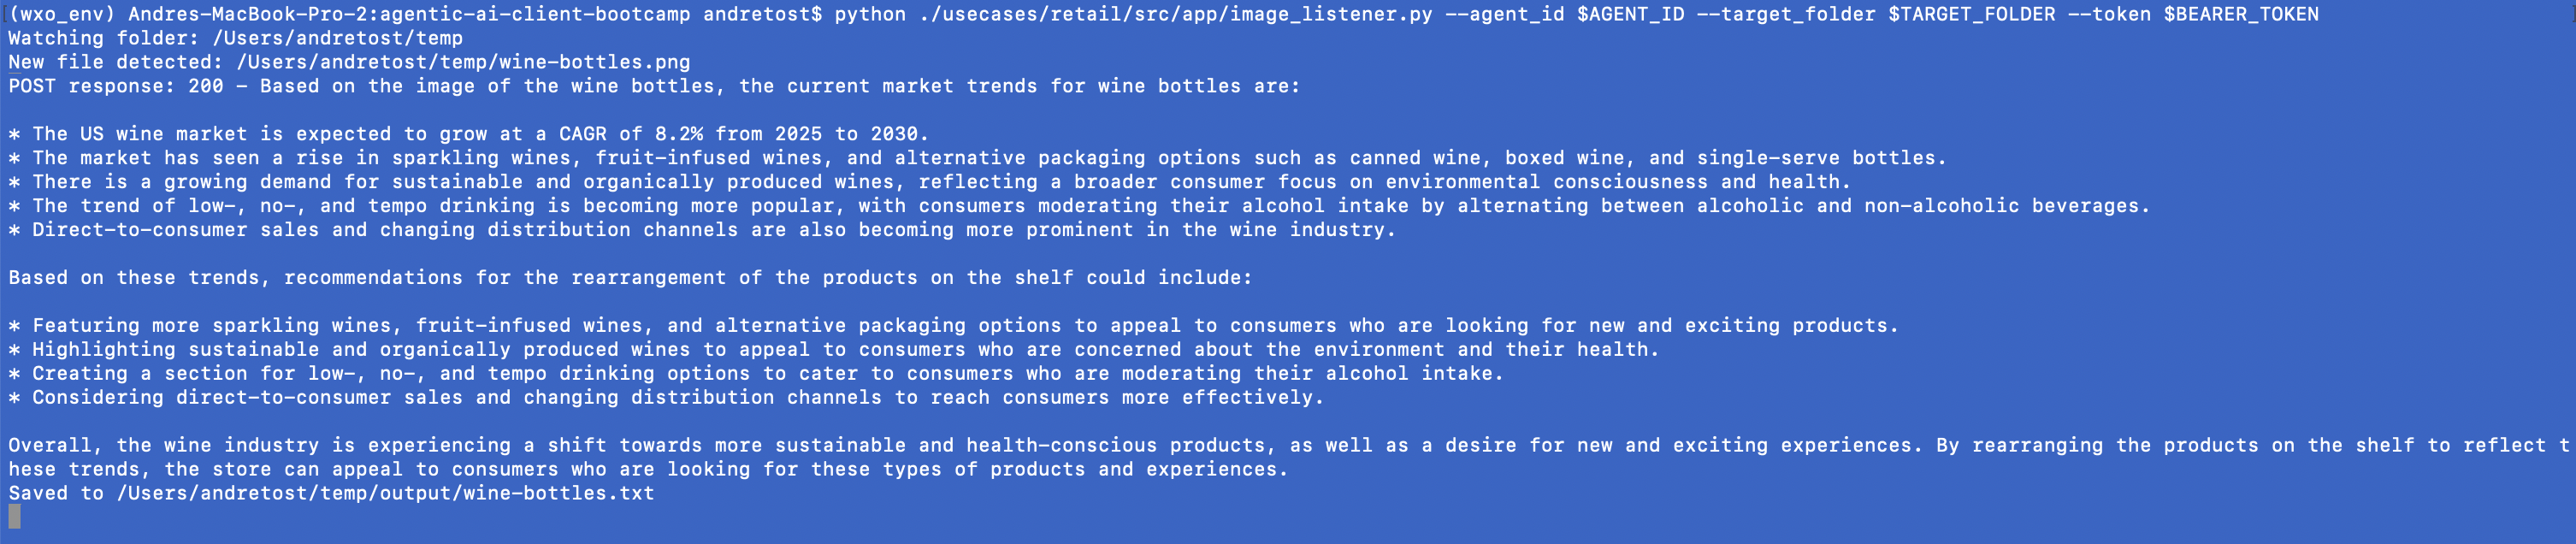 (wxo_env) Andres-MacBook-Pro-2:agentic-ai-client-bootcamp andretost$ python ./usecases/retail/src/app/image_listener.py --agent_id $AGENT_ID --target_folder $TARGET_FOLDER --token $BEARER_TOKEN
Watching folder: /Users/andretost/temp
New file detected: /Users/andretost/temp/wine-bottles.png
POST response: 200 - Based on the image of the wine bottles, the current market trends for wine bottles are:

* The US wine market is expected to grow at a CAGR of 8.2% from 2025 to 2030.
* The market has seen a rise in sparkling wines, fruit-infused wines, and alternative packaging options such as canned wine, boxed wine, and single-serve bottles.
* There is a growing demand for sustainable and organically produced wines, reflecting a broader consumer focus on environmental consciousness and health.
* The trend of low-, no-, and tempo drinking is becoming more popular, with consumers moderating their alcohol intake by alternating between alcoholic and non-alcoholic beverages.
* Direct-to-consumer sales and changing distribution channels are also becoming more prominent in the wine industry.

Based on these trends, recommendations for the rearrangement of the products on the shelf could include:

* Featuring more sparkling wines, fruit-infused wines, and alternative packaging options to appeal to consumers who are looking for new and exciting products.
* Highlighting sustainable and organically produced wines to appeal to consumers who are concerned about the environment and their health.
* Creating a section for low-, no-, and tempo drinking options to cater to consumers who are moderating their alcohol intake.
* Considering direct-to-consumer sales and changing distribution channels to reach consumers more effectively.

Overall, the wine industry is experiencing a shift towards more sustainable and health-conscious products, as well as a desire for new and exciting experiences. By rearranging the products on the shelf to reflect t
hese trends, the store can appeal to consumers who are looking for these types of products and experiences.
Saved to /Users/andretost/temp/output/wine-bottles.txt